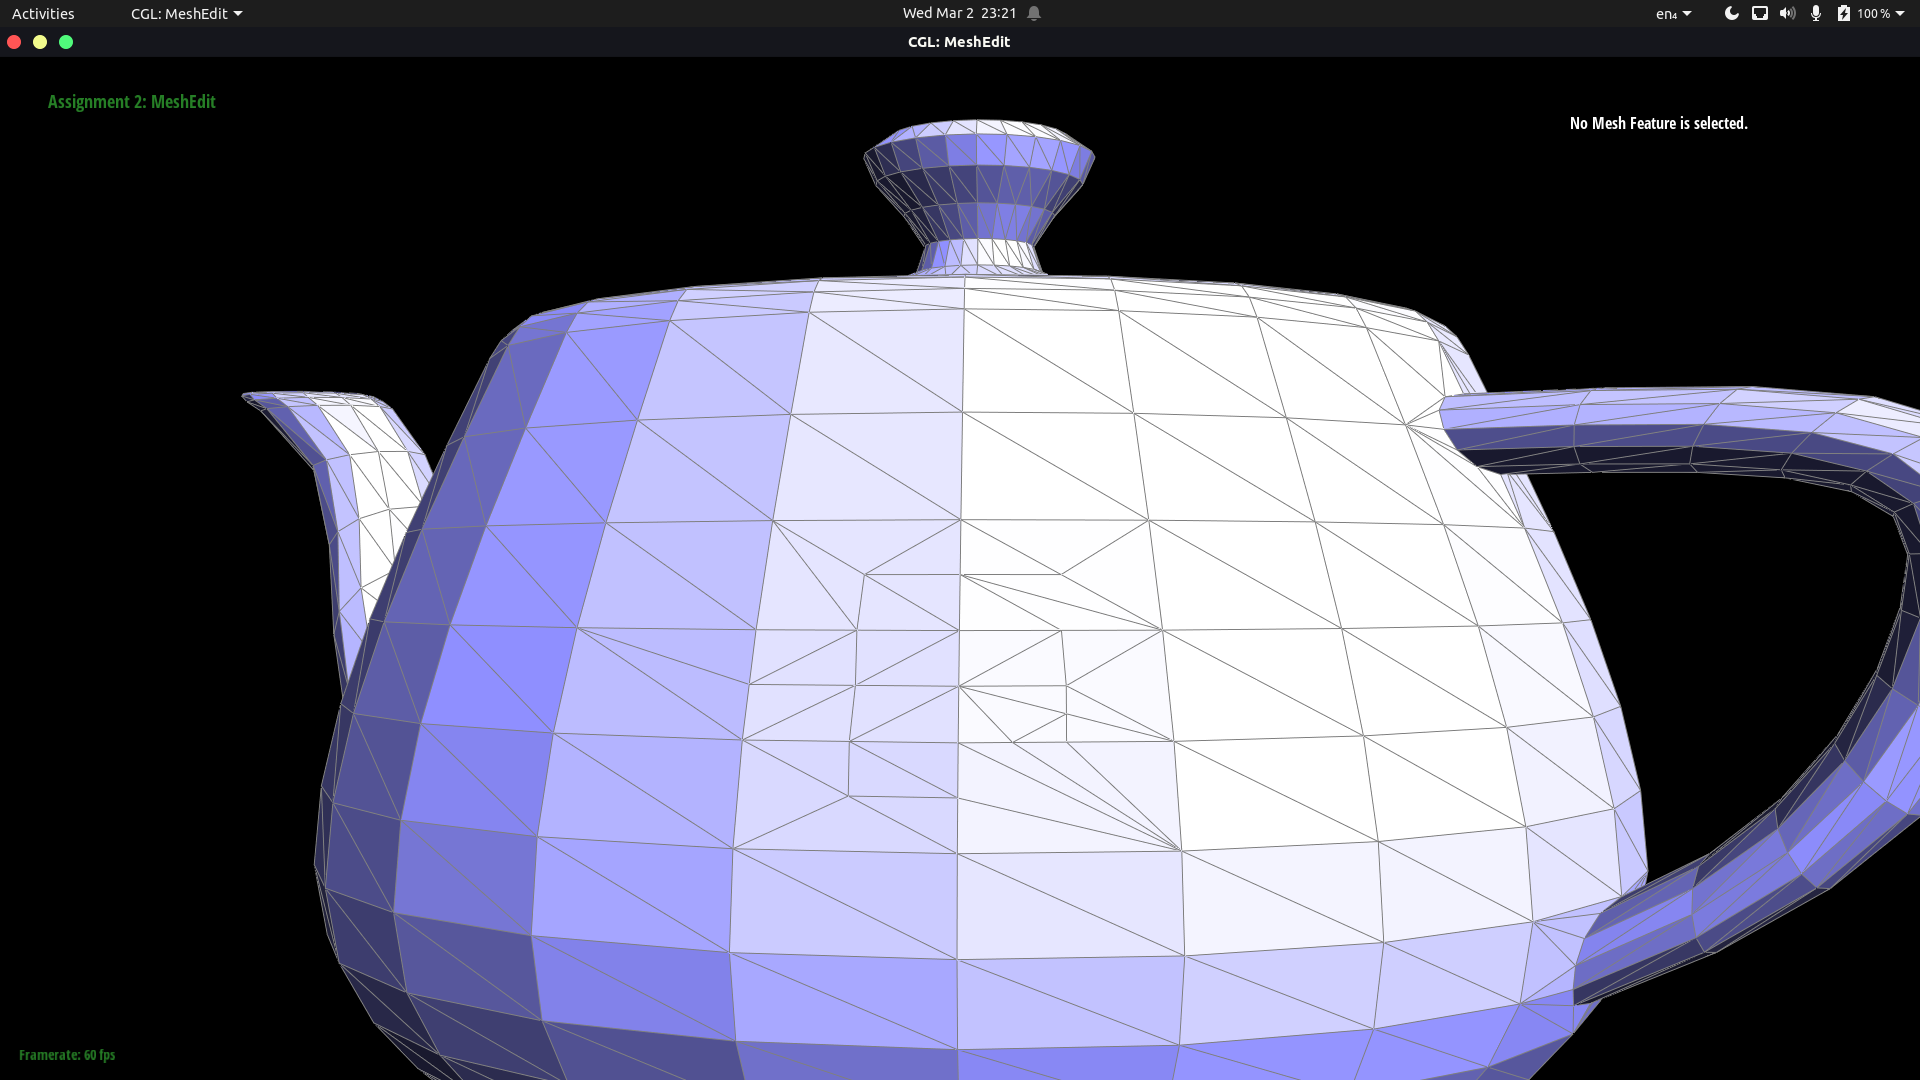 Activities CGL: MeshEdit Wed Mar 2 23:21 en₄ 100 %
CGL: MeshEdit
Assignment 2: MeshEdit
No Mesh Feature is selected.
Framerate: 60 fps